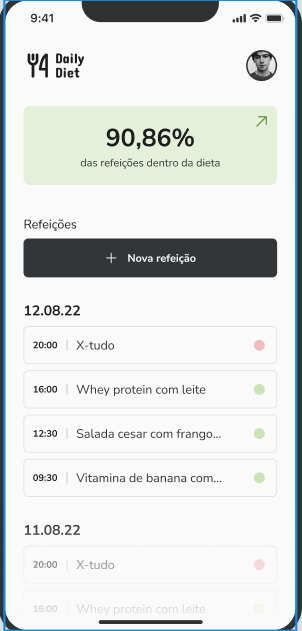 9:41
Daily
Diet
90,86%
das refeições dentro da dieta
Refeições
+ Nova refeição
12.08.22
20:00 | X-tudo
16:00 | Whey protein com leite
12:30 | Salada cesar com frango...
09:30 | Vitamina de banana com...
11.08.22
20:00 | X-tudo
16:00 | Whey protein com leite